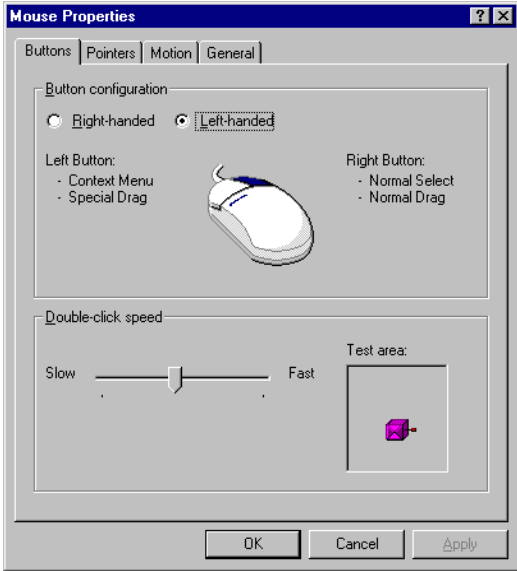 Mouse Properties
Buttons Pointers Motion General
Button configuration
Right-handed Left-handed
Left Button:
- Context Menu
- Special Drag
Right Button:
- Normal Select
- Normal Drag
Double-click speed
Slow Fast
Test area:
OK Cancel Apply